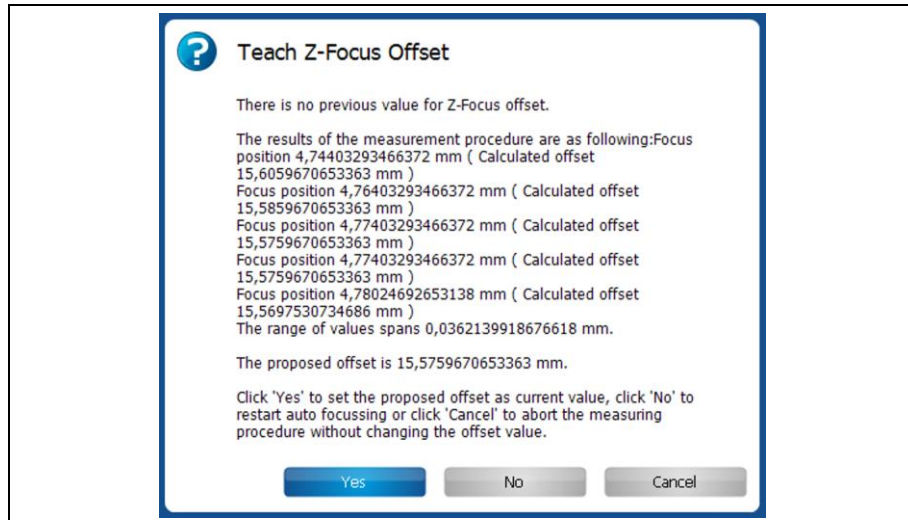 Teach Z-Focus Offset
There is no previous value for Z-Focus offset.
The results of the measurement procedure are as following:Focus
position 4,74403293466372 mm ( Calculated offset
15,6059670653363 mm )
Focus position 4,76403293466372 mm ( Calculated offset
15,5859670653363 mm )
Focus position 4,77403293466372 mm ( Calculated offset
15,5759670653363 mm )
Focus position 4,77403293466372 mm ( Calculated offset
15,5759670653363 mm )
Focus position 4,78024692653138 mm ( Calculated offset
15,5697530734686 mm )
The range of values spans 0,0362139918676618 mm.
The proposed offset is 15,5759670653363 mm.
Click 'Yes' to set the proposed offset as current value, click 'No' to
restart auto focussing or click 'Cancel' to abort the measuring
procedure without changing the offset value.
Yes No Cancel